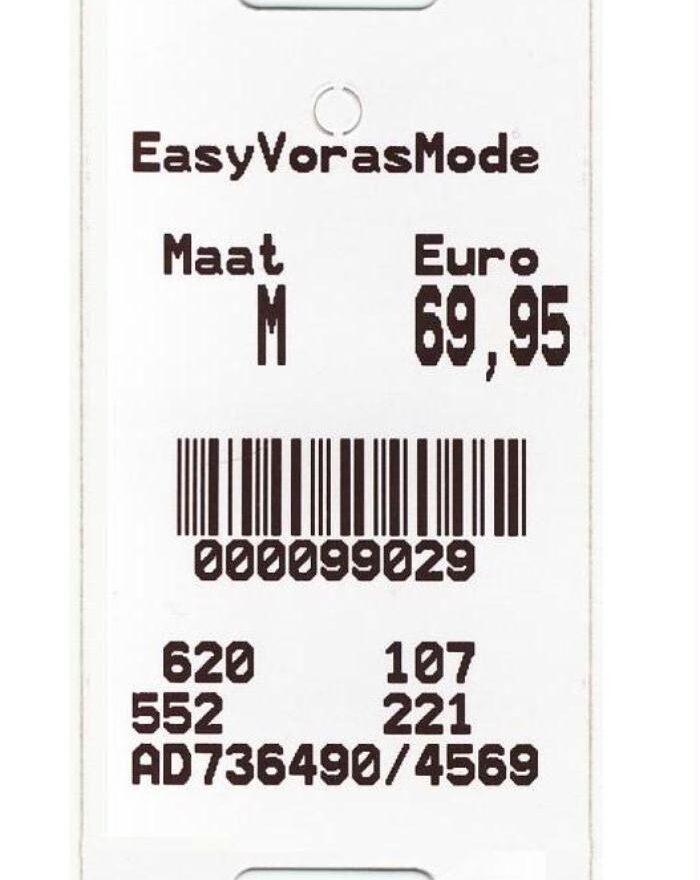 EasyVorasMode
Maat Euro
M 69,95
000099029
620 107
552 221
AD736490/4569